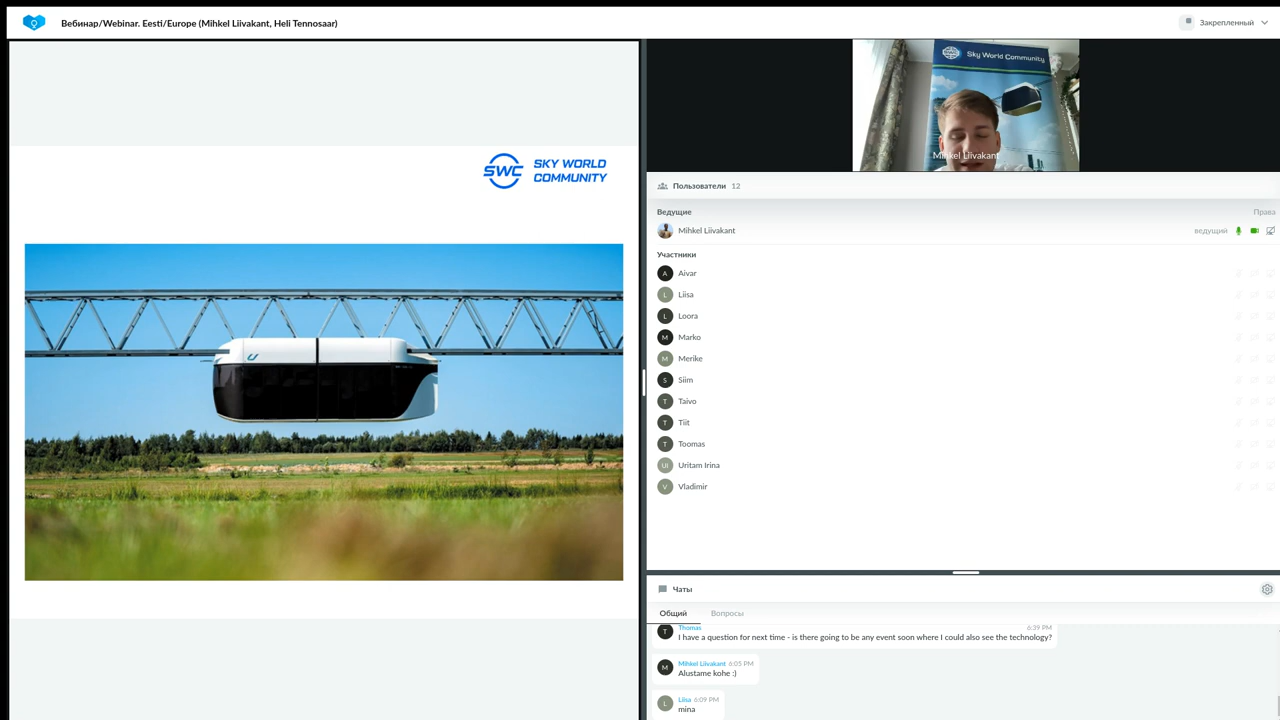 Вебинар/Webinar. Eesti/Europe (Mihkel Liivakant, Heli Tennosaar)
Закрепленный
SWC SKY WORLD
COMMUNITY
Sky World Community
Mihkel Liivakant
Пользователи 12
Ведущие Права
Mihkel Liivakant ведущий
Участники
A Aivar
L Liisa
L Loora
M Marko
M Merike
S Siim
T Taivo
T Tiit
T Toomas
UI Uritam Irina
V Vladimir
Чаты
Общий Вопросы
T Thomas 6:39 PM
I have a question for next time - is there going to be any event soon where I could also see the technology?
M Mihkel Liivakant 6:05 PM
Alustame kohe :)
L Liisa 6:09 PM
mina